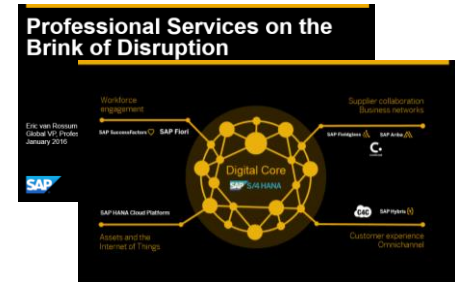 Professional Services on the
Brink of Disruption
Eric van Rossum
Global VP, Profes
January 2016
SAP
Workforce
engagement
SAP SuccessFactors
SAP Fiori
Supplier collaboration
Business networks
SAP Fieldglass
SAP Ariba
C.
Digital Core
SAP S/4 HANA
SAP HANA Cloud Platform
Assets and the
Internet of Things
C4C
SAP Hybris
Customer experience
Omnichannel